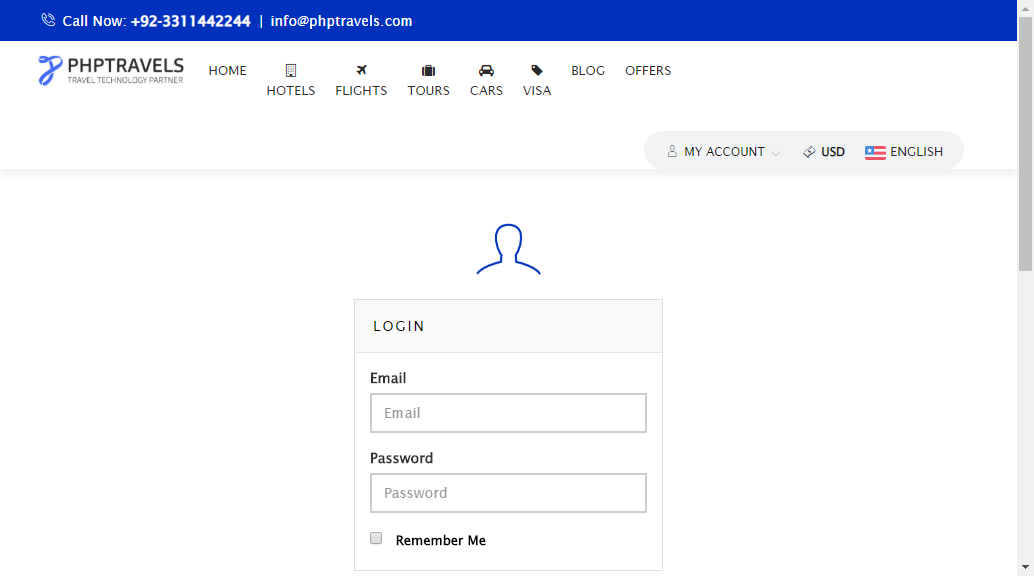 Call Now: +92-3311442244 | info@phptravels.com
PHPTRAVELS
TRAVEL TECHNOLOGY PARTNER
HOME HOTELS FLIGHTS TOURS CARS VISA BLOG OFFERS
MY ACCOUNT USD ENGLISH
LOGIN
Email
Email
Password
Password
Remember Me